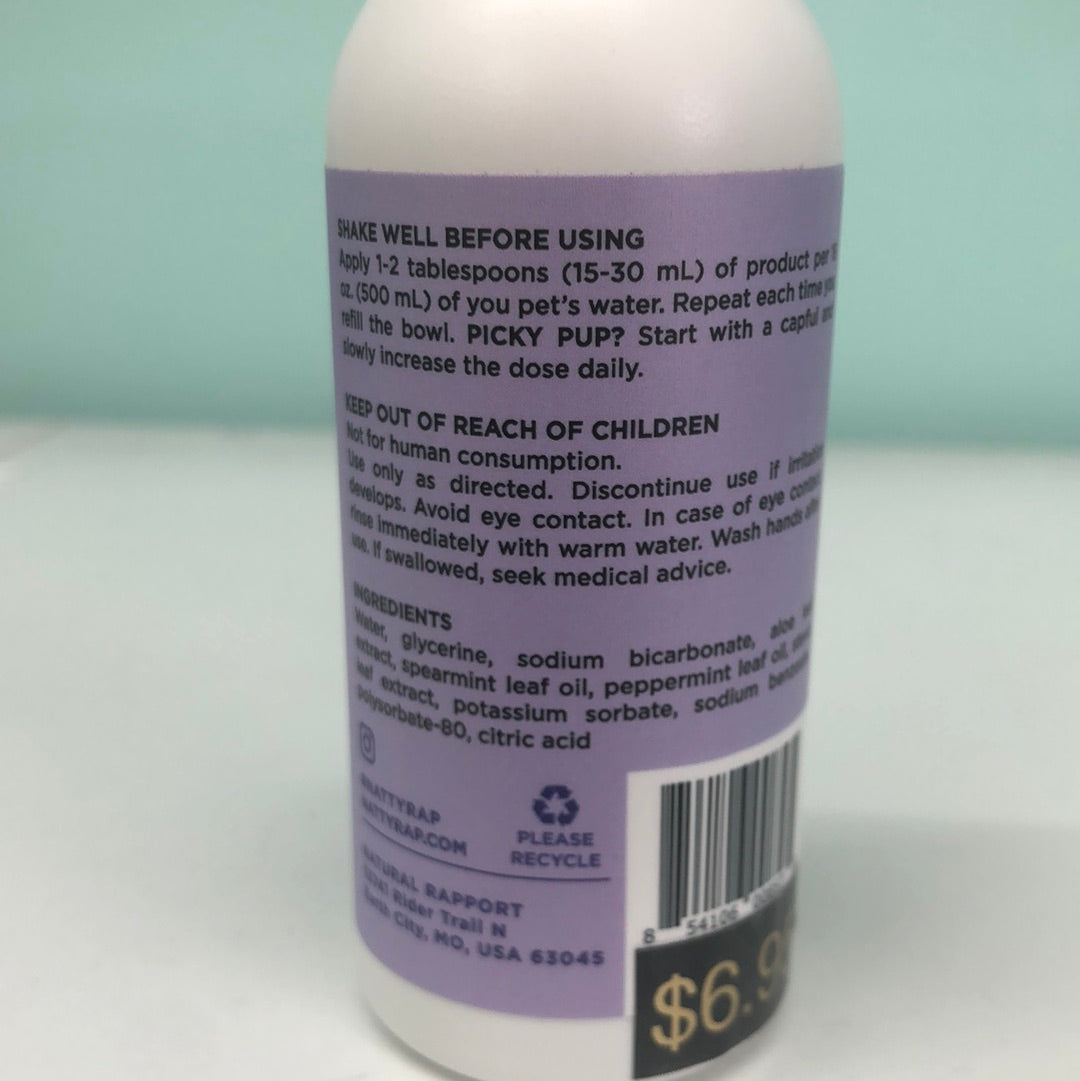 SHAKE WELL BEFORE USING
Apply 1-2 tablespoons (15-30 mL) of product per
oz. (500 mL) of you pet's water. Repeat each time
refill the bowl. PICKY PUP? Start with a capful
slowly increase the dose daily.
KEEP OUT OF REACH OF CHILDREN
Not for human consumption.
Use only as directed. Discontinue use if
develops. Avoid eye contact. In case of eye
rinse immediately with warm water. Wash hands
use. If swallowed, seek medical advice.
INGREDIENTS
Water, glycerine, sodium bicarbonate, aloe
extract, spearmint leaf oil, peppermint leaf oil,
leaf extract, potassium sorbate, sodium
polysorbate-80, citric acid
NATTYRAP.COM
PLEASE
RECYCLE
NATURAL RAPPORT
Rider Trail N
City, MO, USA 63045
8 54106
$6.9